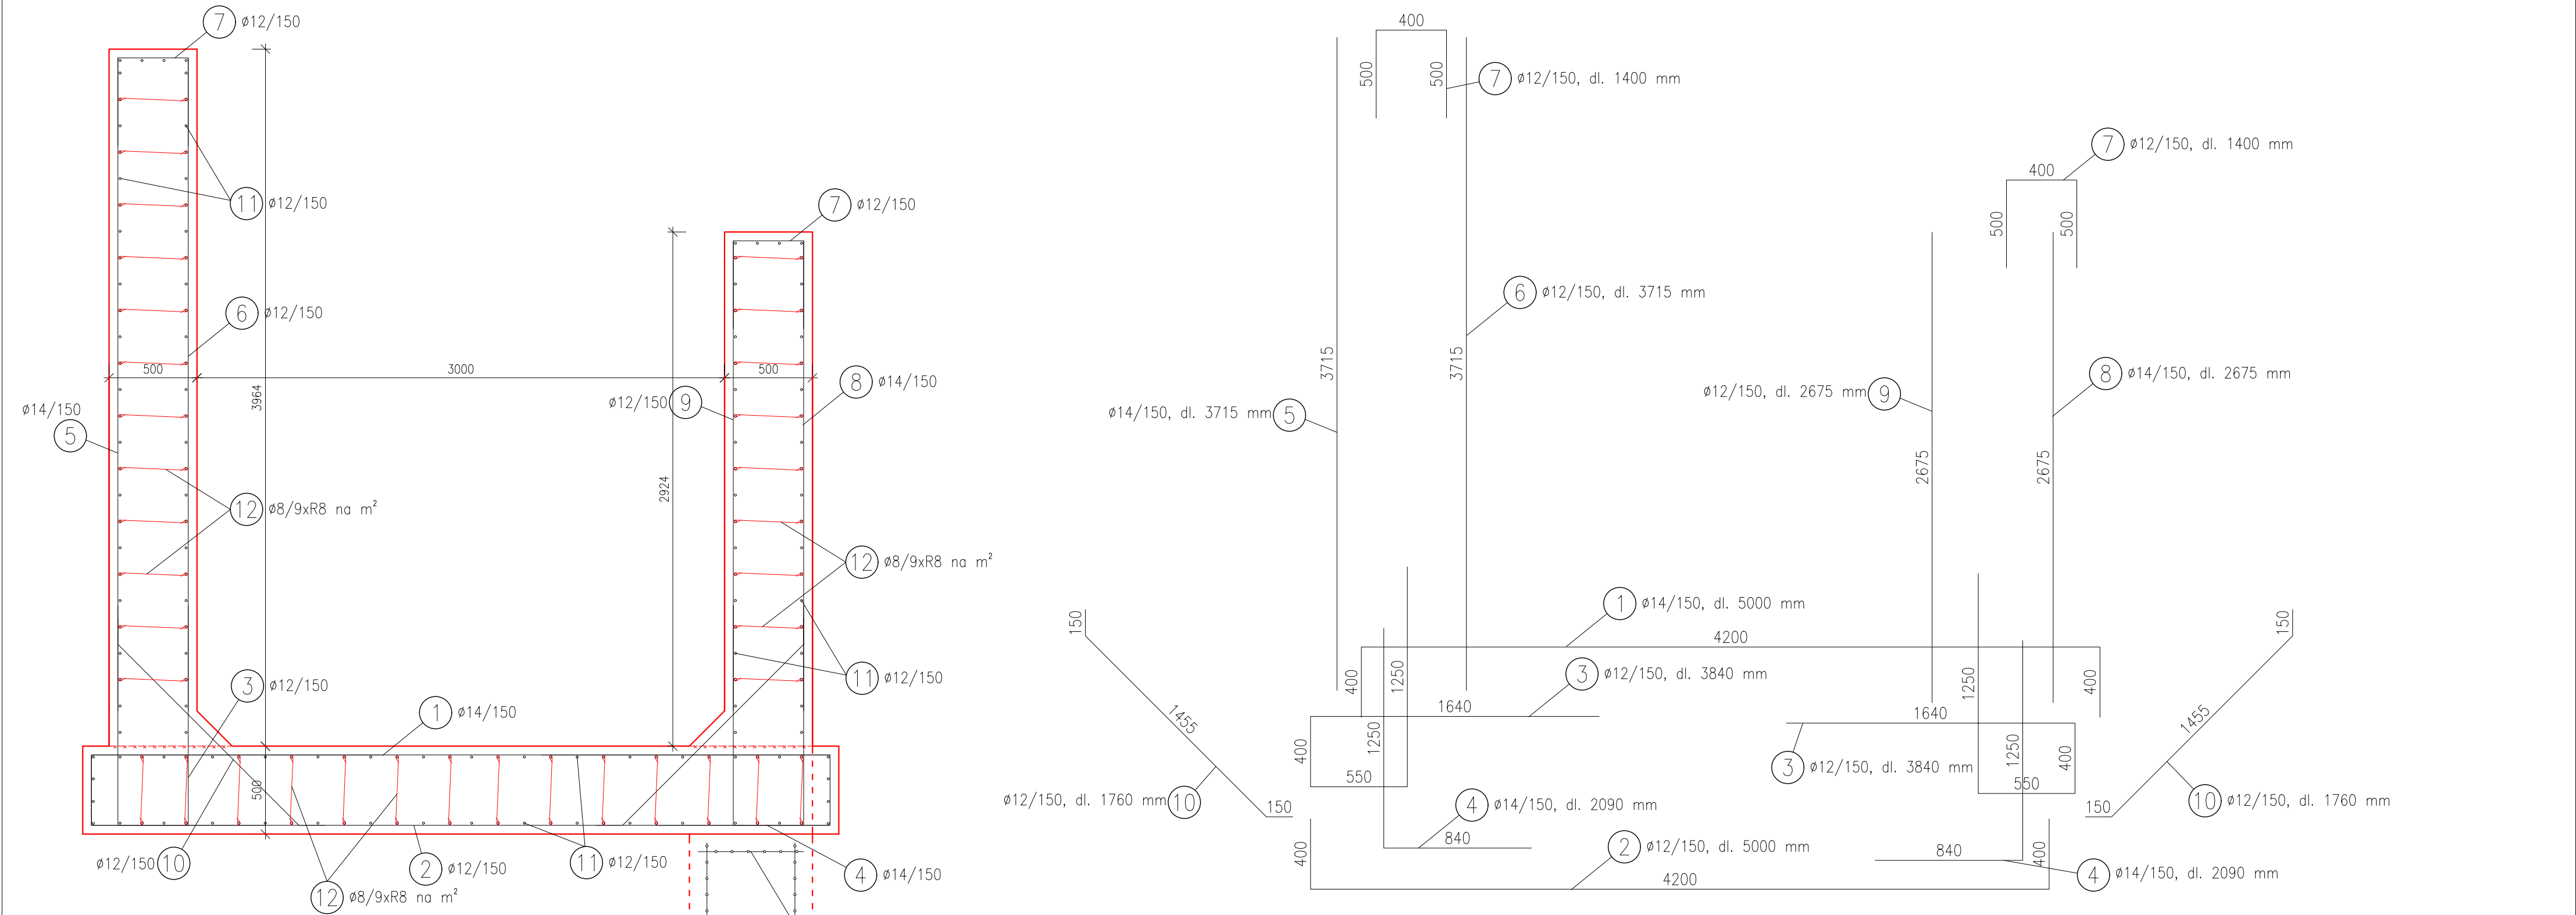 7 ø12/150
11 ø12/150
7 ø12/150
6 ø12/150
500
3000
500
3964
8 ø14/150
ø12/150 9
ø14/150
5
2924
12 ø8/9xR8 na m²
12 ø8/9xR8 na m²
3 ø12/150
11 ø12/150
1 ø14/150
500
ø12/150 10
2 ø12/150
11 ø12/150
4 ø14/150
12 ø8/9xR8 na m²
400
500
500
7 ø12/150, dl. 1400 mm
7 ø12/150, dl. 1400 mm
400
500
500
6 ø12/150, dl. 3715 mm
3715
3715
8 ø14/150, dl. 2675 mm
ø12/150, dl. 2675 mm 9
ø14/150, dl. 3715 mm 5
2675
2675
1 ø14/150, dl. 5000 mm
4200
400
400
150
150
1250
1250
3 ø12/150, dl. 3840 mm
1640
1640
1455
1455
400
1250
1250
400
550
550
3 ø12/150, dl. 3840 mm
ø12/150, dl. 1760 mm 10
150
150
10 ø12/150, dl. 1760 mm
4 ø14/150, dl. 2090 mm
840
840
2 ø12/150, dl. 5000 mm
400
400
4 ø14/150, dl. 2090 mm
4200